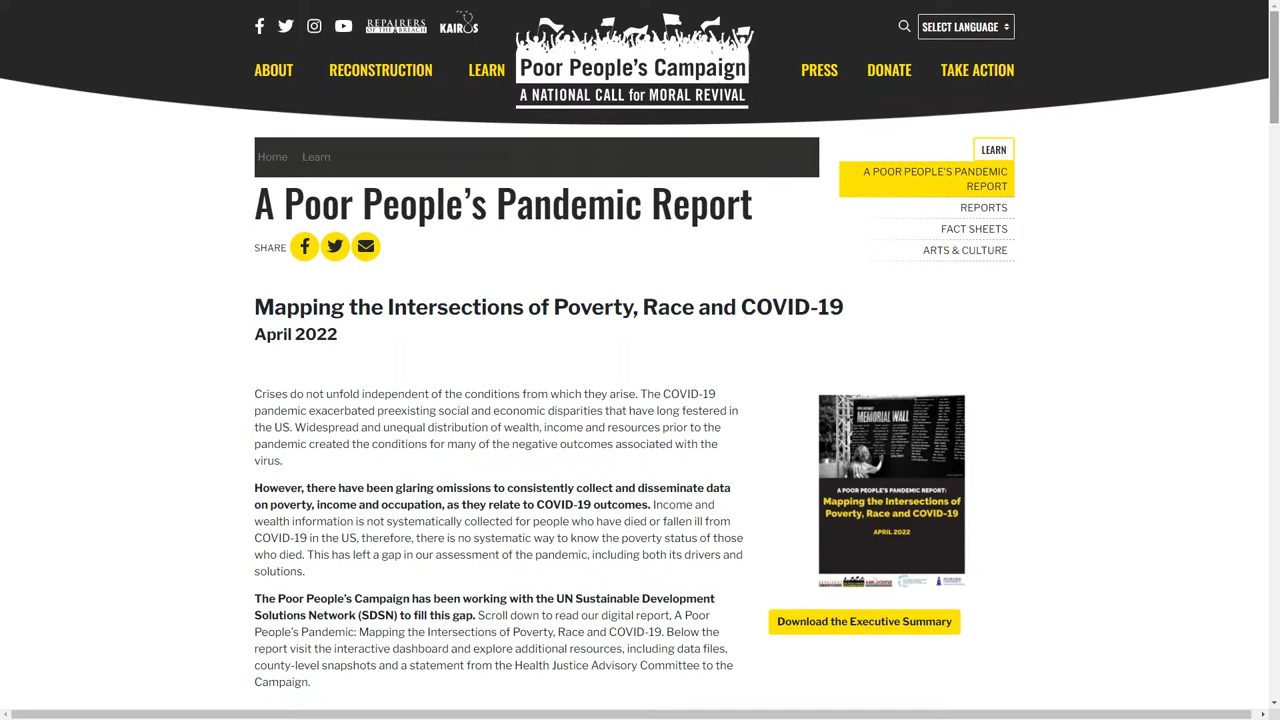 REPAIRERS
OF THE BREACH
KAIROS
SELECT LANGUAGE
ABOUT
RECONSTRUCTION
LEARN
Poor People's Campaign
A NATIONAL CALL for MORAL REVIVAL
PRESS
DONATE
TAKE ACTION
Home
Learn
LEARN
A POOR PEOPLE'S PANDEMIC
REPORT
REPORTS
FACT SHEETS
ARTS & CULTURE
A Poor People's Pandemic Report
SHARE
Mapping the Intersections of Poverty, Race and COVID-19
April 2022
Crises do not unfold independent of the conditions from which they arise. The COVID-19
pandemic exacerbated preexisting social and economic disparities that have long festered in
the US. Widespread and unequal distribution of wealth, income and resources prior to the
pandemic created the conditions for many of the negative outcomes associated with the
virus.
However, there have been glaring omissions to consistently collect and disseminate data
on poverty, income and occupation, as they relate to COVID-19 outcomes. Income and
wealth information is not systematically collected for people who have died or fallen ill from
COVID-19 in the US, therefore, there is no systematic way to know the poverty status of those
who died. This has left a gap in our assessment of the pandemic, including both its drivers and
solutions.
The Poor People's Campaign has been working with the UN Sustainable Development
Solutions Network (SDSN) to fill this gap. Scroll down to read our digital report, A Poor
People's Pandemic: Mapping the Intersections of Poverty, Race and COVID-19. Below the
report visit the interactive dashboard and explore additional resources, including data files,
county-level snapshots and a statement from the Health Justice Advisory Committee to the
Campaign.
MEMORIAL WALL
A POOR PEOPLE'S PANDEMIC REPORT:
Mapping the Intersections of
Poverty, Race and COVID-19
APRIL 2022
Download the Executive Summary